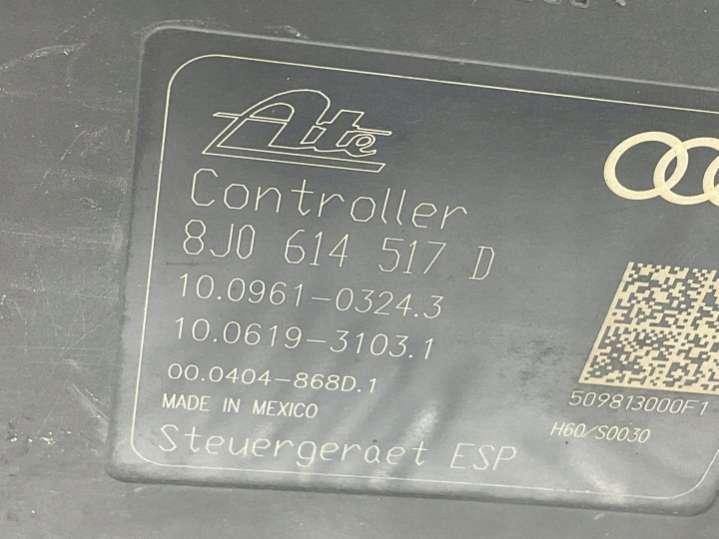 Ate
Controller
8J0 614 517 D
10.0961-0324.3
10.0619-3103.1
00.0404-868D.1
MADE IN MEXICO
Steuergeraet ESP
509813000F1
H60/S0030